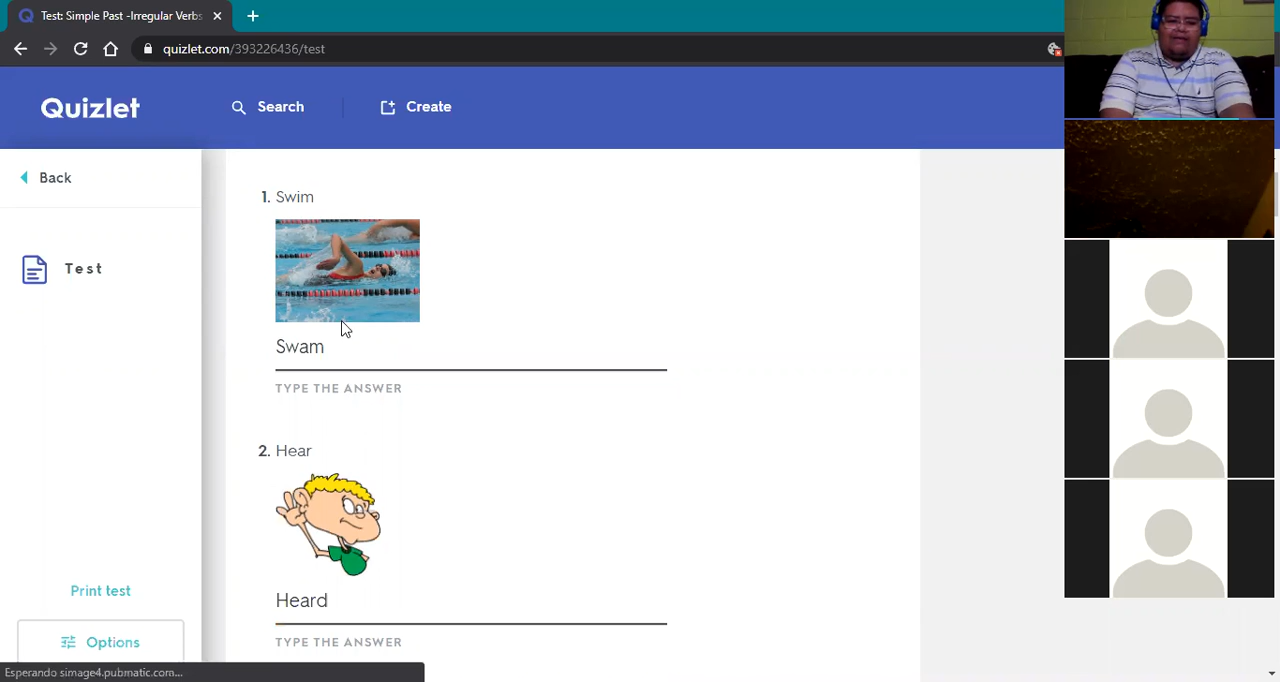 Test: Simple Past -Irregular Verbs
quizlet.com/393226436/test
Quizlet
Search
Create
Back
Test
Print test
Options
1. Swim
Swam
TYPE THE ANSWER
2. Hear
Heard
TYPE THE ANSWER
Esperando simage4.pubmatic.com...